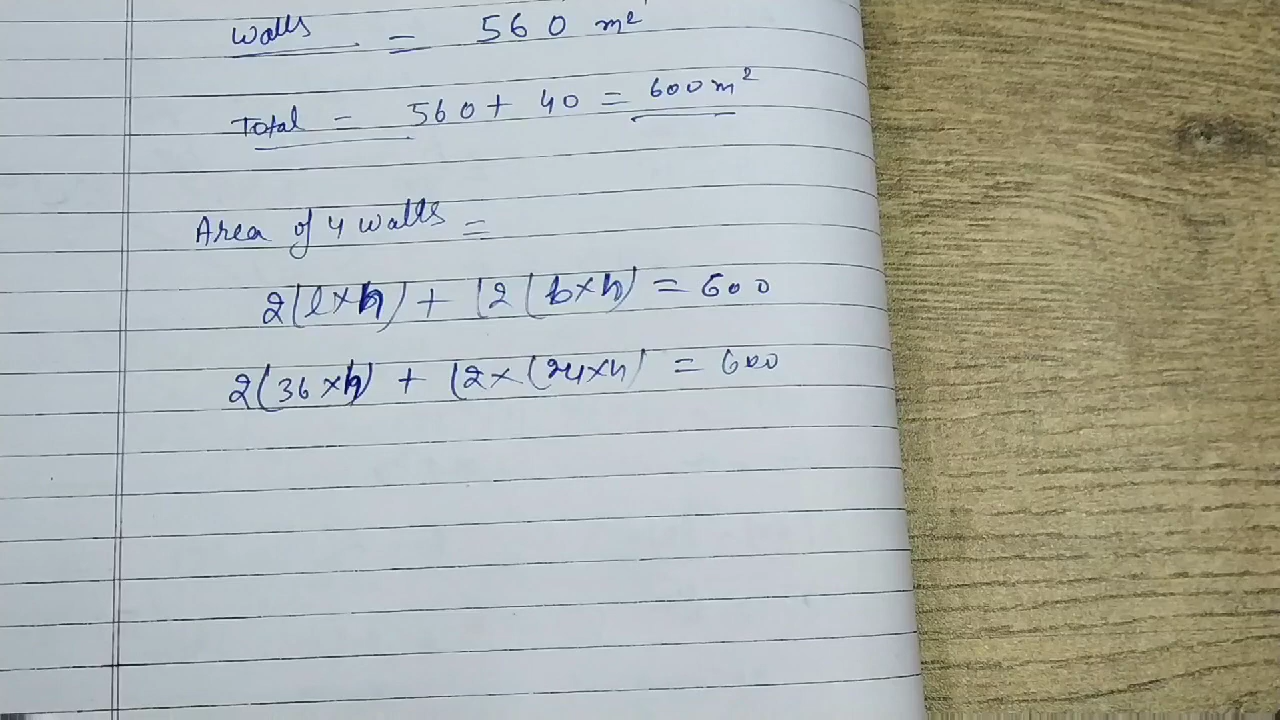 Walls = 560 m²
Total = 560 + 40 = 600 m²
Area of 4 walls =
2(l×h) + (2(b×h) = 600
2(36×h) + (2×(24×h) = 600